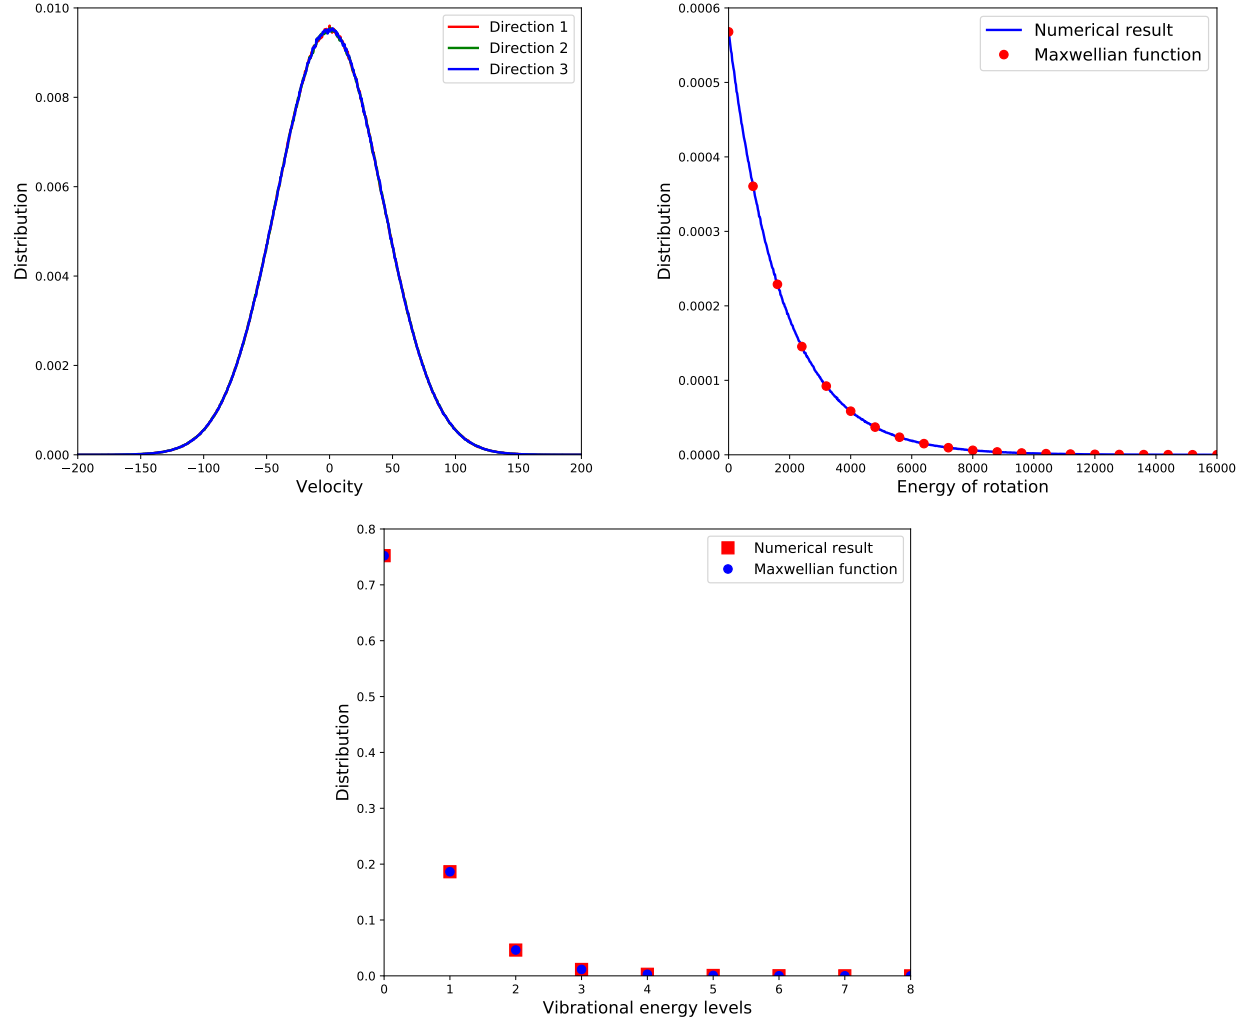 0.010
0.008
0.006
0.004
0.002
0.000
Distribution
−200 −150 −100 −50 0 50 100 150 200
Velocity
Direction 1
Direction 2
Direction 3
0.0006
0.0005
0.0004
0.0003
0.0002
0.0001
0.0000
Distribution
0 2000 4000 6000 8000 10000 12000 14000 16000
Energy of rotation
Numerical result
Maxwellian function
0.8
0.7
0.6
0.5
0.4
0.3
0.2
0.1
0.0
Distribution
0 1 2 3 4 5 6 7 8
Vibrational energy levels
Numerical result
Maxwellian function